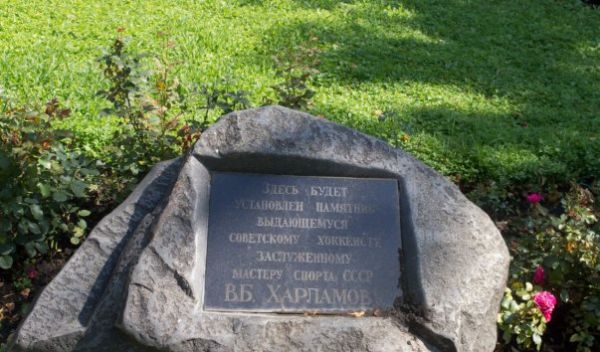 ЗДЕСЬ БУДЕТ
УСТАНОВЛЕН ПАМЯТНИК
ВЫДАЮЩЕМУСЯ
СОВЕТСКОМУ ХОККЕИСТУ
ЗАСЛУЖЕННОМУ
МАСТЕРУ СПОРТА СССР
В.Б. ХАРЛАМОВУ